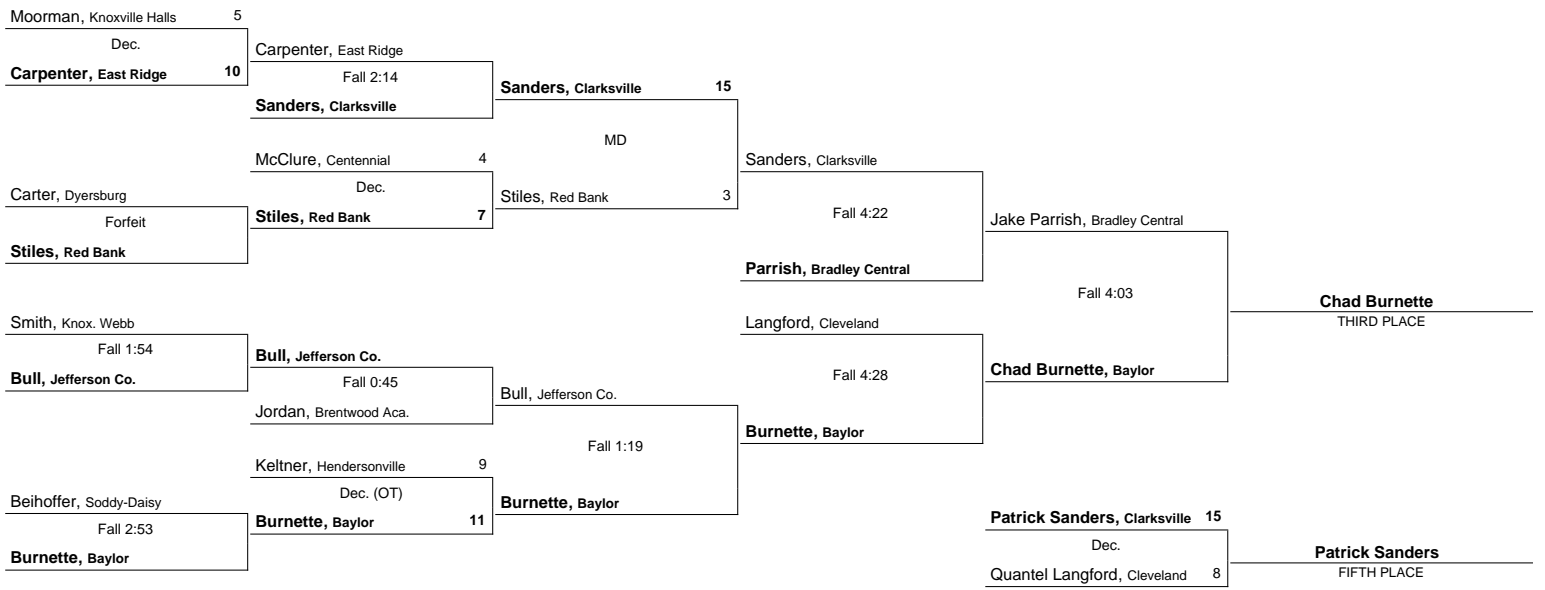 Moorman, Knoxville Halls 5
Dec.
Carpenter, East Ridge 10
Carter, Dyersburg
Forfeit
Stiles, Red Bank
Smith, Knox. Webb
Fall 1:54
Bull, Jefferson Co.
Beihoffer, Soddy-Daisy
Fall 2:53
Burnette, Baylor
Carpenter, East Ridge
Fall 2:14
Sanders, Clarksville
McClure, Centennial 4
Dec.
Stiles, Red Bank 7
Bull, Jefferson Co.
Fall 0:45
Jordan, Brentwood Aca.
Keltner, Hendersonville 9
Dec. (OT)
Burnette, Baylor 11
Sanders, Clarksville 15
MD
Stiles, Red Bank 3
Bull, Jefferson Co.
Fall 1:19
Burnette, Baylor
Sanders, Clarksville
Fall 4:22
Parrish, Bradley Central
Langford, Cleveland
Fall 4:28
Burnette, Baylor
Jake Parrish, Bradley Central
Fall 4:03
Chad Burnette, Baylor
Chad Burnette
THIRD PLACE
Patrick Sanders, Clarksville 15
Dec.
Quantel Langford, Cleveland 8
Patrick Sanders
FIFTH PLACE